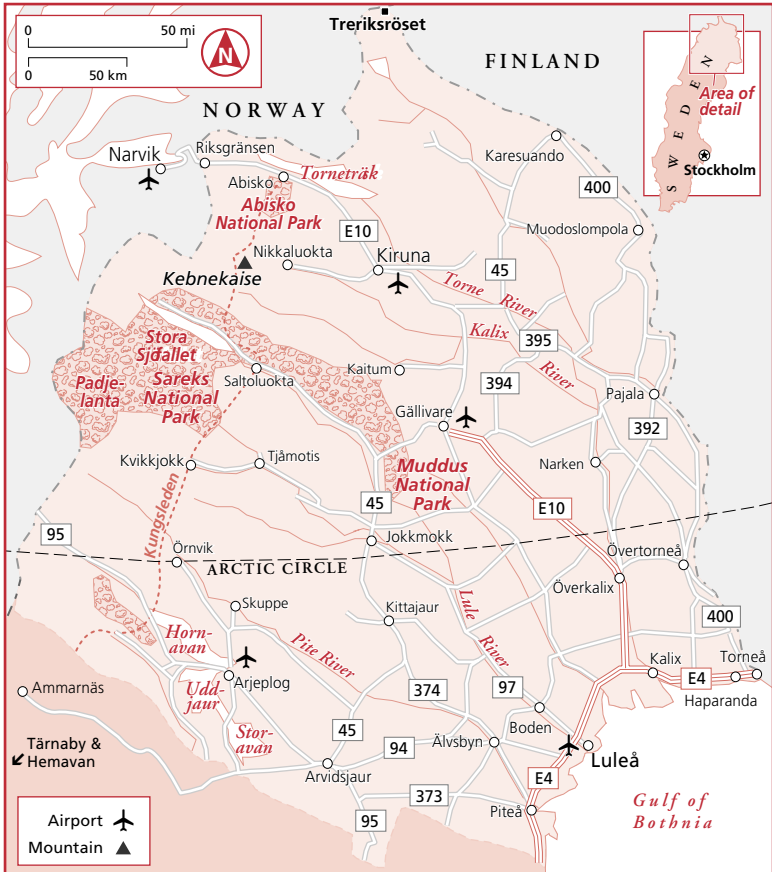 0 50 mi
0 50 km
N
Treriksröset
FINLAND
NORWAY
SWEDEN
Area of
detail
Stockholm
Narvik
Riksgränsen
Abisko
Torneträk
Abisko
National Park
E10
Karesuando
400
Muodoslompola
Nikkaluokta
Kiruna
Kebnekaise
45
Torne River
Kalix River
395
Stora
Sjdfallet
Padje-
lanta
Sareks
National
Park
Saltoluokta
Kaitum
394
Pajala
Gällivare
392
Kvikkjokk
Tjåmotis
Muddus
National
Park
Narken
45
E10
Kungsleden
95
Örnvik
Jokkmokk
ARCTIC CIRCLE
Övertorneå
Överkalix
Skuppe
Kittajaur
Lule River
400
Horn-
avan
Pite River
Arjeplog
Udd-
jaur
374
97
Kalix
E4
Torneå
Haparanda
Ammarnäs
Stor-
avan
45
94
Älvsbyn
Boden
Luleå
Tärnaby &
Hemavan
Arvidsjaur
E4
373
95
Piteå
Gulf of
Bothnia
Airport
Mountain